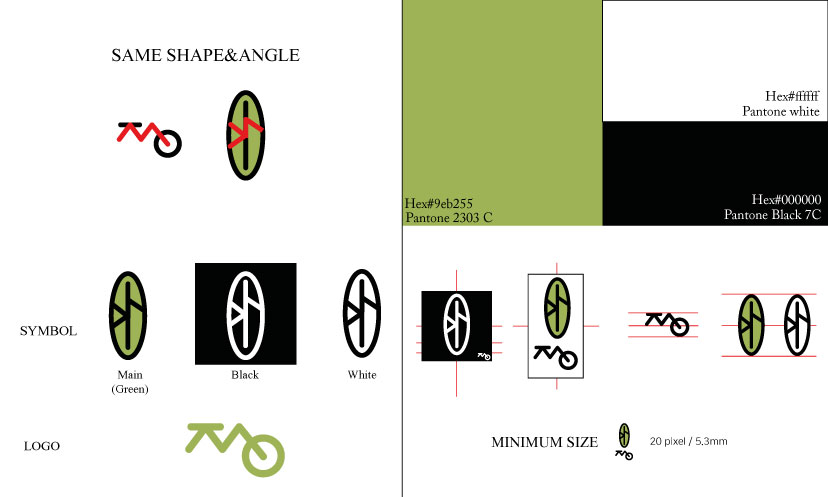 SAME SHAPE&ANGLE
Hex#ffffff
Pantone white
Hex#9eb255
Pantone 2303 C
Hex#000000
Pantone Black 7C
SYMBOL
Main
(Green)
Black
White
LOGO
MINIMUM SIZE
20 pixel / 5.3mm